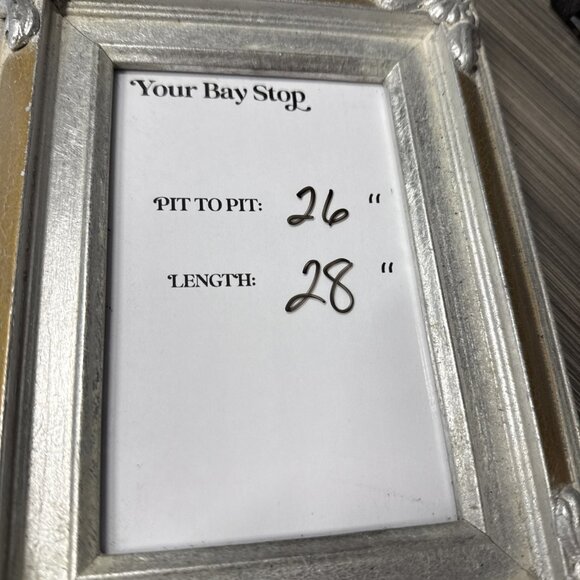 Your Bay Stop
PIT TO PIT: 26 "
LENGTH: 28 "